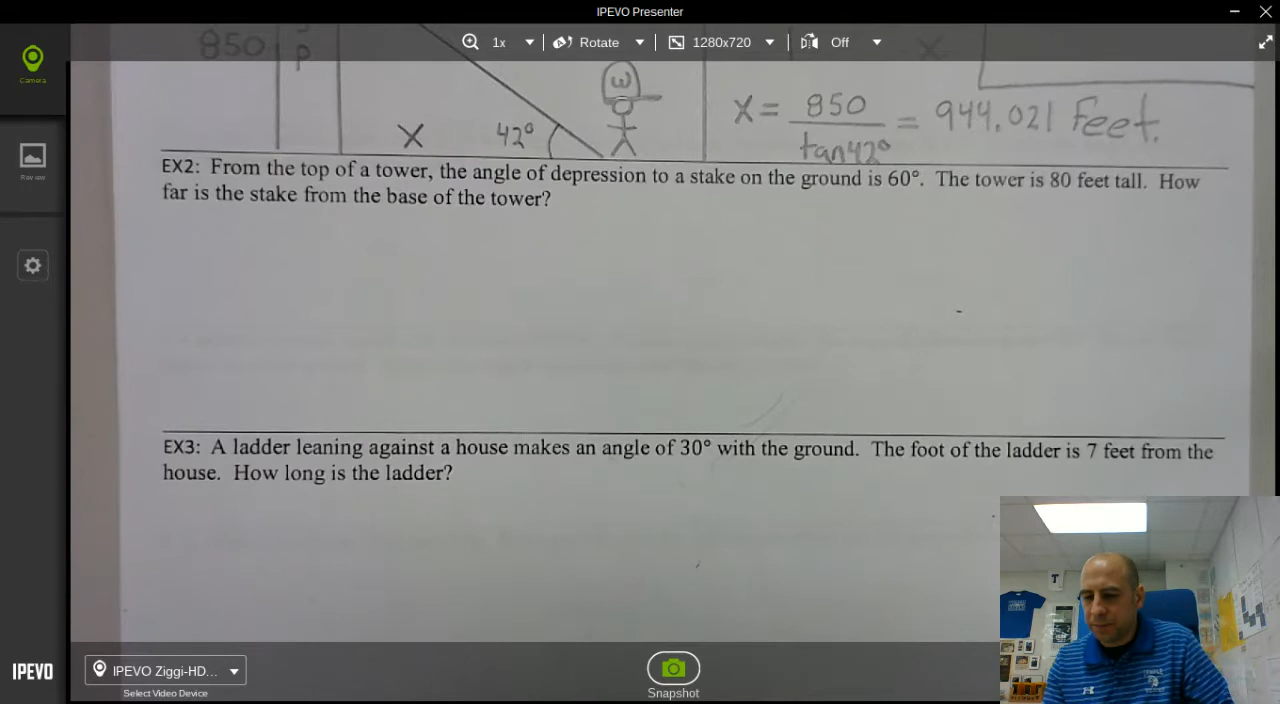 IPEVO Presenter
1x Rotate 1280x720 Off
Camera
Review
850 p
ω
X 42°
X
X = 850 / tan42° = 944.021 Feet.
EX2: From the top of a tower, the angle of depression to a stake on the ground is 60°. The tower is 80 feet tall. How
far is the stake from the base of the tower?
EX3: A ladder leaning against a house makes an angle of 30° with the ground. The foot of the ladder is 7 feet from the
house. How long is the ladder?
T
IPEVO
IPEVO Ziggi-HD...
Select Video Device
Snapshot